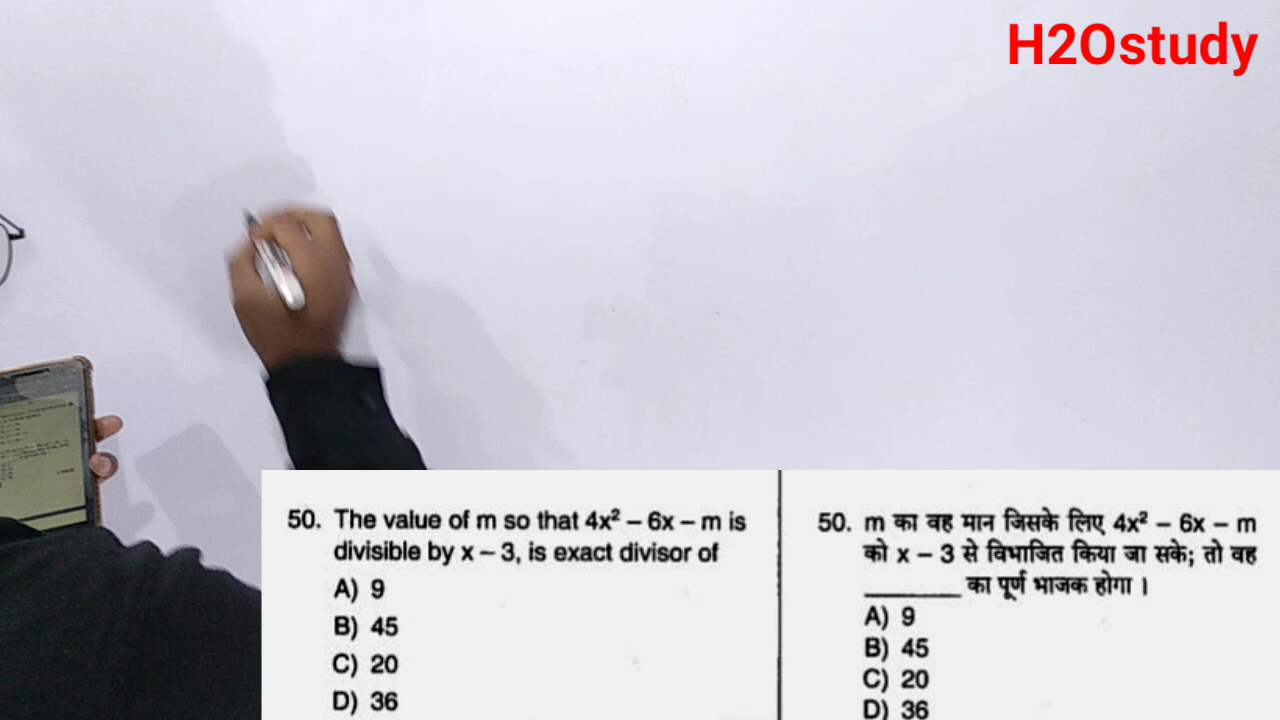 H2Ostudy
50. The value of m so that 4x² – 6x – m is
divisible by x – 3, is exact divisor of
A) 9
B) 45
C) 20
D) 36
50. m का वह मान जिसके लिए 4x² – 6x – m
को x – 3 से विभाजित किया जा सके; तो वह
________ का पूर्ण भाजक होगा ।
A) 9
B) 45
C) 20
D) 36